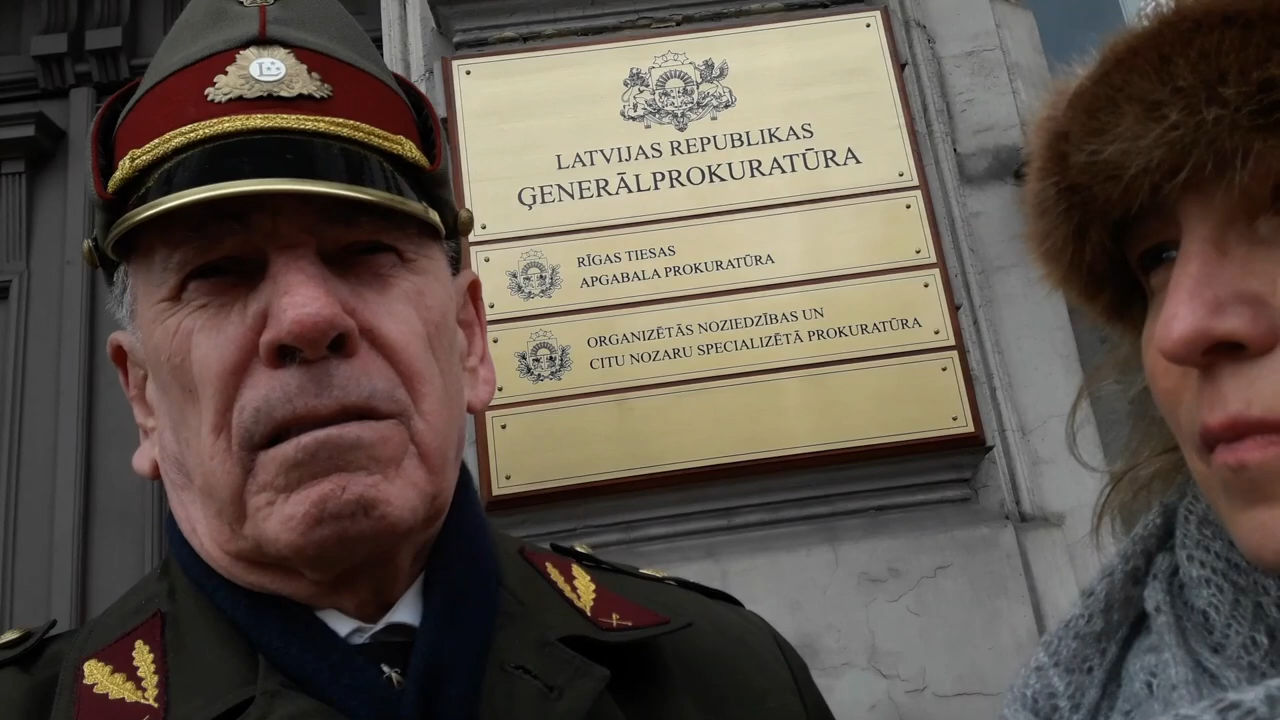 LATVIJAS REPUBLIKAS
ĢENERĀLPROKURATŪRA
RĪGAS TIESAS
APGABALA PROKURATŪRA
ORGANIZĒTĀS NOZIEDZĪBAS UN
CITU NOZARU SPECIALIZĒTĀ PROKURATŪRA